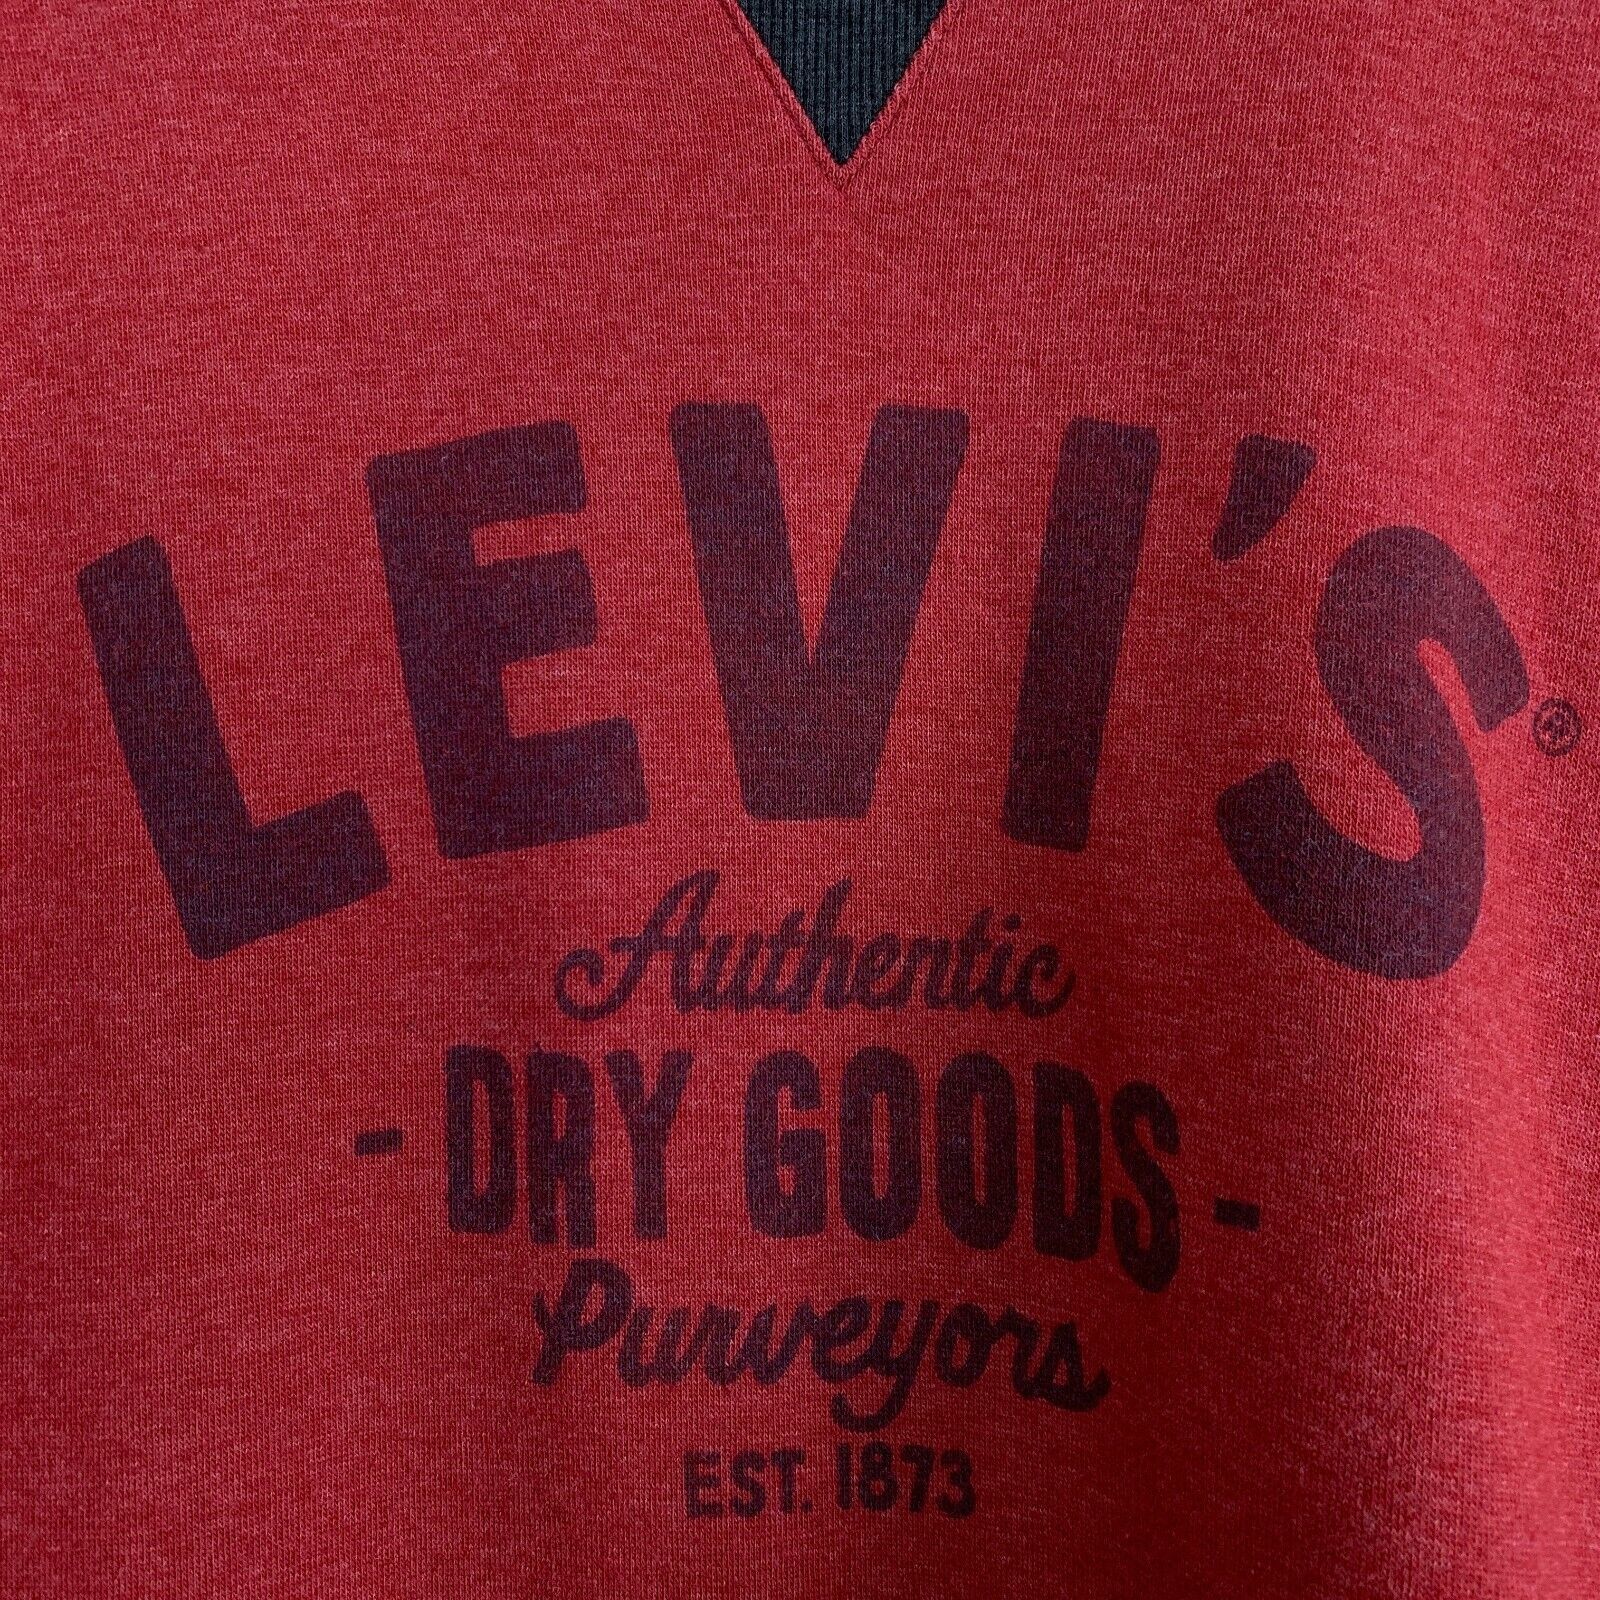 LEVI'S®
Authentic
- DRY GOODS -
Purveyors
EST. 1873